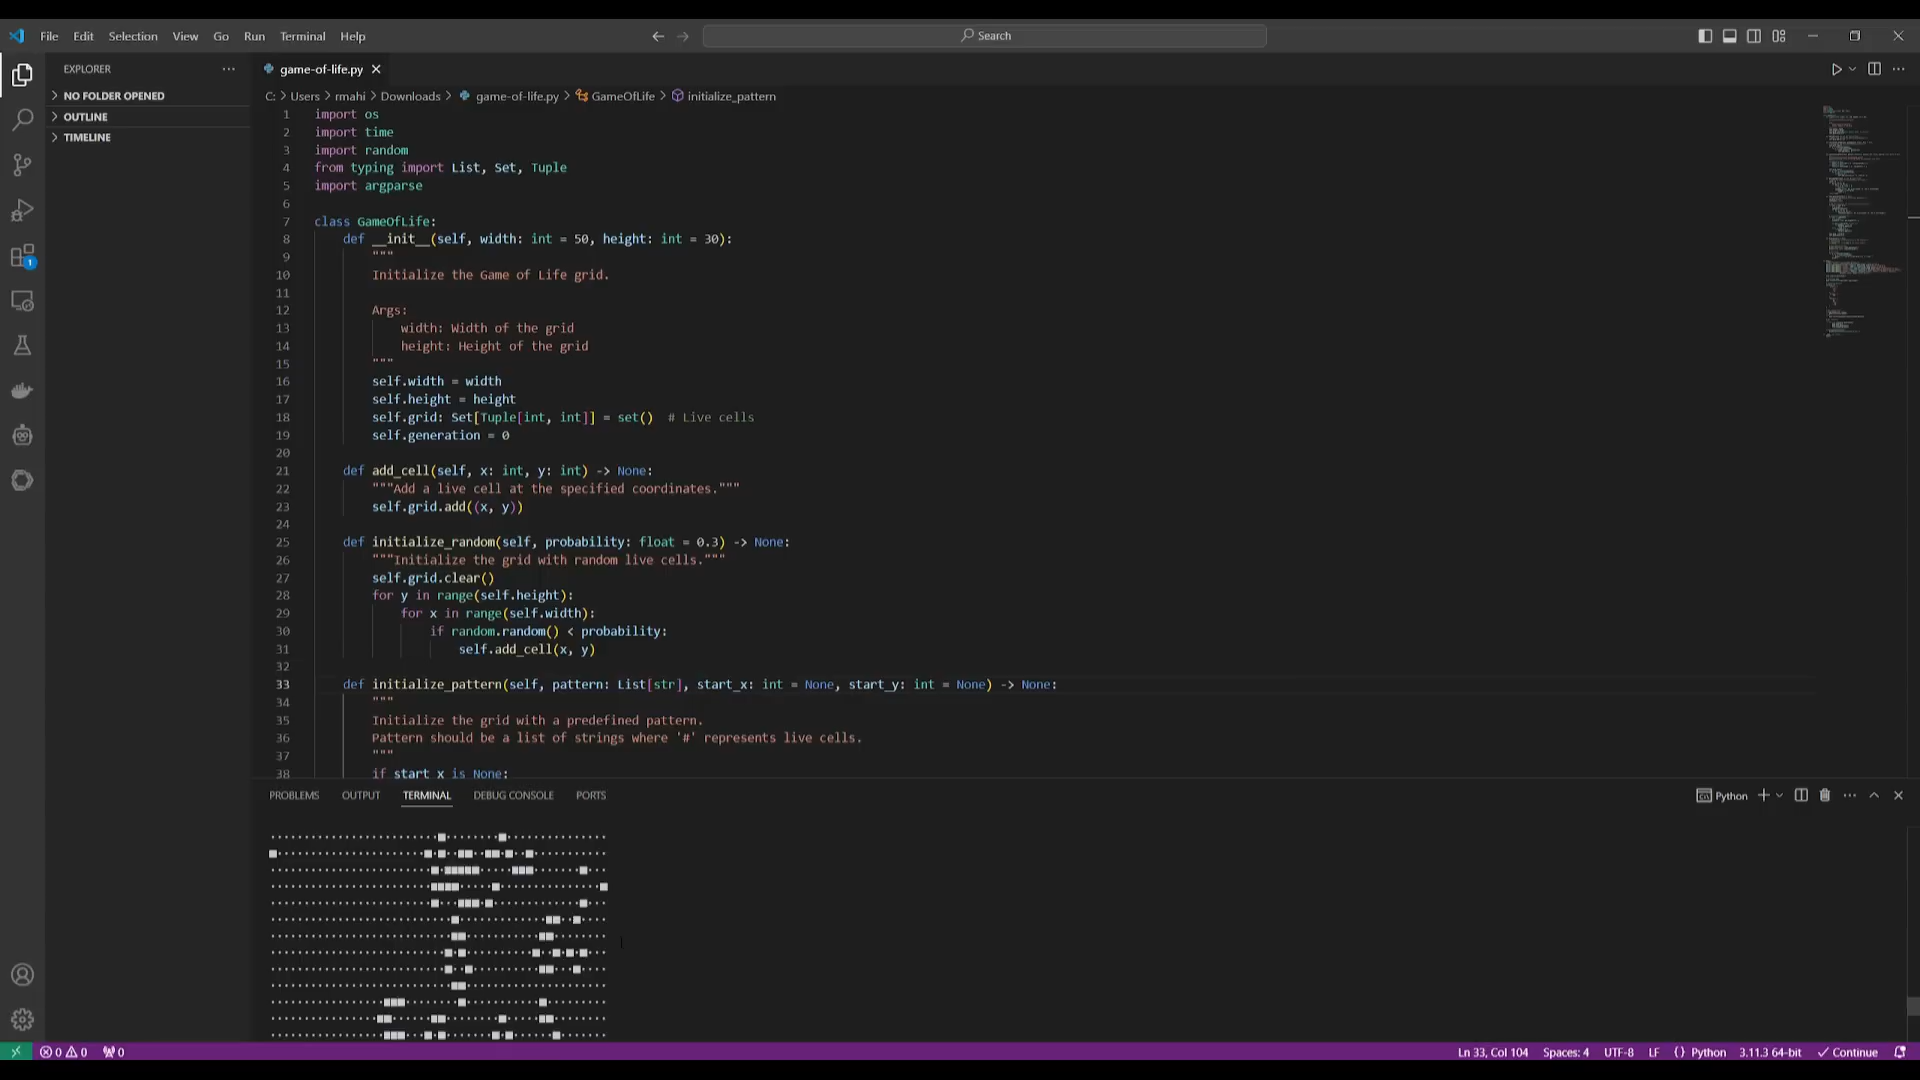 File Edit Selection View Go Run Terminal Help
Search
EXPLORER
NO FOLDER OPENED
OUTLINE
TIMELINE
1
game-of-life.py
C: > Users > rmahi > Downloads > game-of-life.py > GameOfLife > initialize_pattern
1 import os
2 import time
3 import random
4 from typing import List, Set, Tuple
5 import argparse
6
7 class GameOfLife:
8 def __init__(self, width: int = 50, height: int = 30):
9 """
10 Initialize the Game of Life grid.
11
12 Args:
13 width: Width of the grid
14 height: Height of the grid
15 """
16 self.width = width
17 self.height = height
18 self.grid: Set[Tuple[int, int]] = set() # Live cells
19 self.generation = 0
20
21 def add_cell(self, x: int, y: int) -> None:
22 """Add a live cell at the specified coordinates."""
23 self.grid.add((x, y))
24
25 def initialize_random(self, probability: float = 0.3) -> None:
26 """Initialize the grid with random live cells."""
27 self.grid.clear()
28 for y in range(self.height):
29 for x in range(self.width):
30 if random.random() < probability:
31 self.add_cell(x, y)
32
33 def initialize_pattern(self, pattern: List[str], start_x: int = None, start_y: int = None) -> None:
34 """
35 Initialize the grid with a predefined pattern.
36 Pattern should be a list of strings where '#' represents live cells.
37 """
38 if start_x is None:
PROBLEMS OUTPUT TERMINAL DEBUG CONSOLE PORTS
Python
0 0 0
Ln 33, Col 104 Spaces: 4 UTF-8 LF Python 3.11.3 64-bit Continue